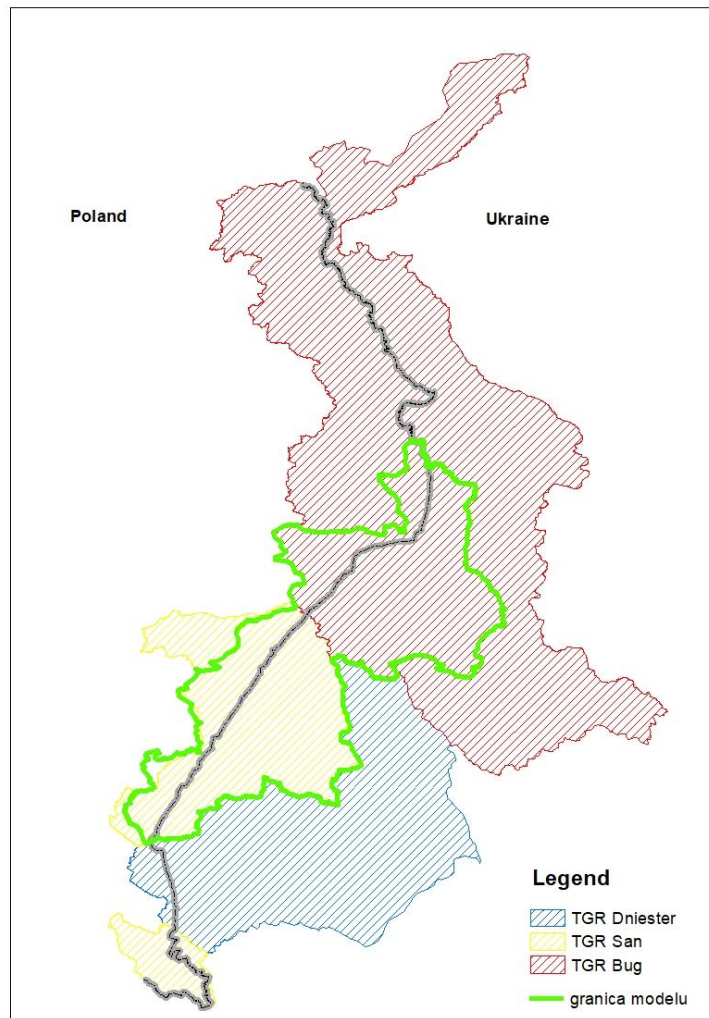 Poland
Ukraine
Legend
TGR Dniester
TGR San
TGR Bug
granica modelu